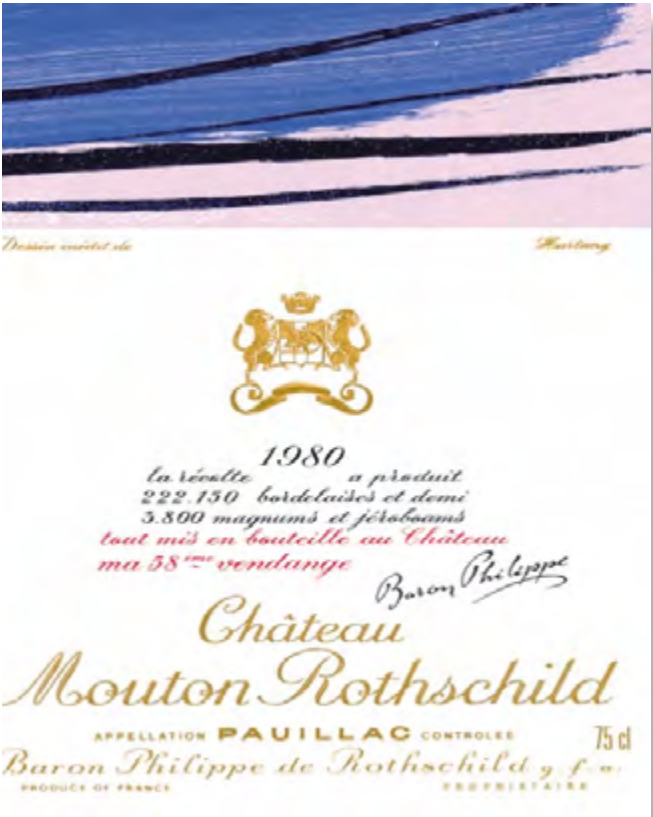 Dessin inédit de Hartung
1980
la récolte a produit
222.150 bordelaises et demi
3.800 magnums et jéroboams
tout mis en bouteille au Château
ma 58ème vendange
Baron Philippe
Château
Mouton Rothschild
APPELLATION PAUILLAC CONTROLÉE 75 cl
Baron Philippe de Rothschild g.f.a.
PRODUCE OF FRANCE PROPRIETAIRE